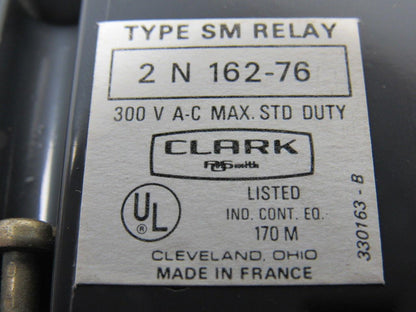 TYPE SM RELAY
2 N 162-76
300 V A-C MAX. STD DUTY
CLARK
AOSmith
UL
LISTED
IND. CONT. EQ.
170 M
330163-B
CLEVELAND, OHIO
MADE IN FRANCE